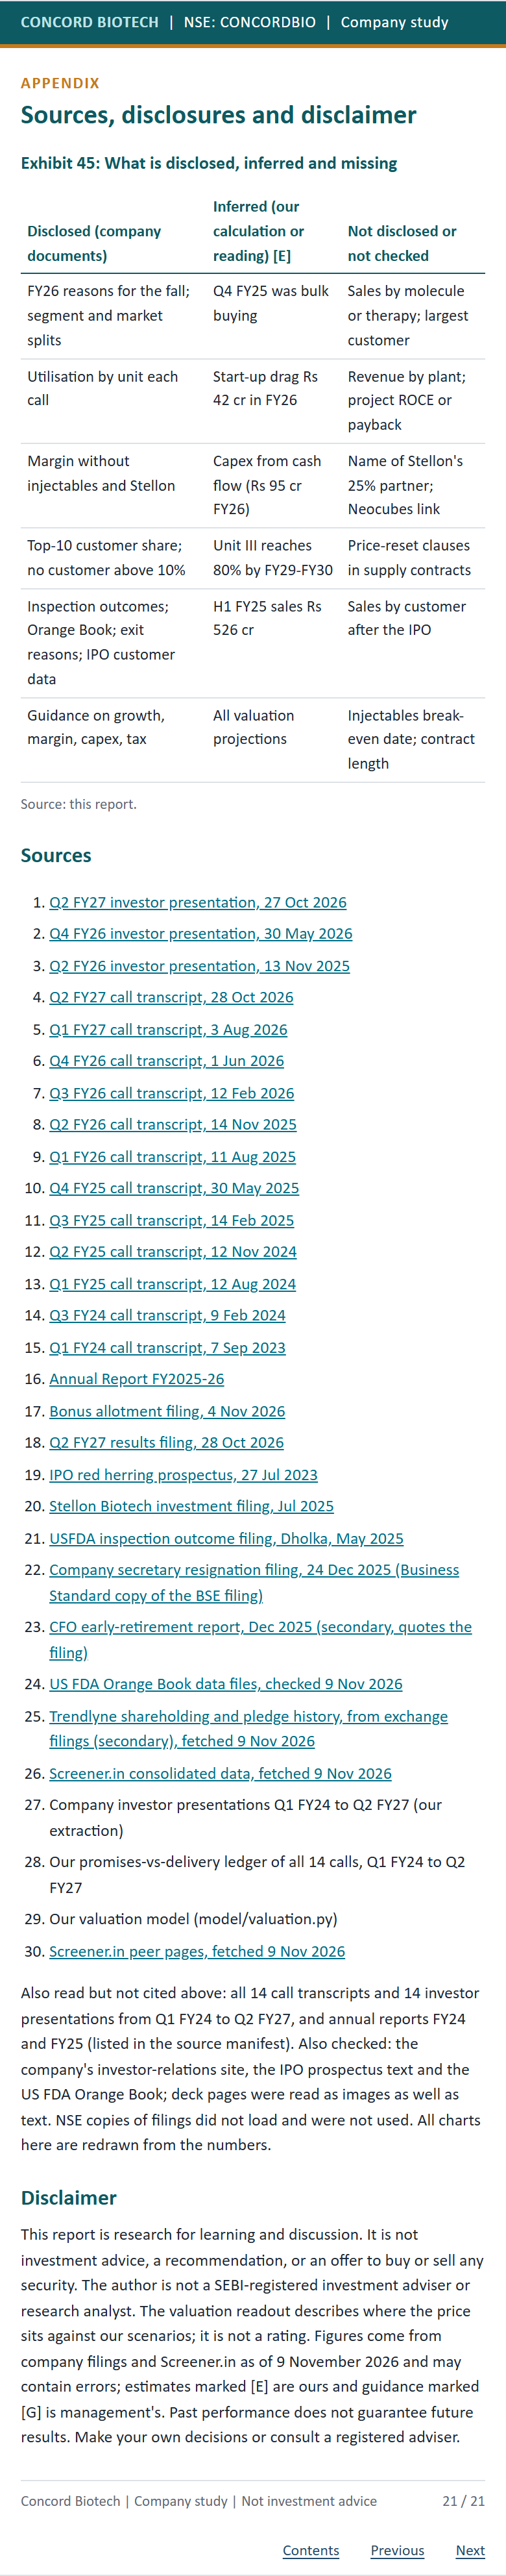 CONCORD BIOTECH | NSE: CONCORDBIO | Company study
APPENDIX
Sources, disclosures and disclaimer
Exhibit 45: What is disclosed, inferred and missing
Disclosed (company documents)
Inferred (our calculation or reading) [E]
Not disclosed or not checked
FY26 reasons for the fall; segment and market splits
Q4 FY25 was bulk buying
Sales by molecule or therapy; largest customer
Utilisation by unit each call
Start-up drag Rs 42 cr in FY26
Revenue by plant; project ROCE or payback
Margin without injectables and Stellon
Capex from cash flow (Rs 95 cr FY26)
Name of Stellon's 25% partner; Neocubes link
Top-10 customer share; no customer above 10%
Unit III reaches 80% by FY29-FY30
Price-reset clauses in supply contracts
Inspection outcomes; Orange Book; exit reasons; IPO customer data
H1 FY25 sales Rs 526 cr
Sales by customer after the IPO
Guidance on growth, margin, capex, tax
All valuation projections
Injectables break-even date; contract length
Source: this report.
Sources
1. Q2 FY27 investor presentation, 27 Oct 2026
2. Q4 FY26 investor presentation, 30 May 2026
3. Q2 FY26 investor presentation, 13 Nov 2025
4. Q2 FY27 call transcript, 28 Oct 2026
5. Q1 FY27 call transcript, 3 Aug 2026
6. Q4 FY26 call transcript, 1 Jun 2026
7. Q3 FY26 call transcript, 12 Feb 2026
8. Q2 FY26 call transcript, 14 Nov 2025
9. Q1 FY26 call transcript, 11 Aug 2025
10. Q4 FY25 call transcript, 30 May 2025
11. Q3 FY25 call transcript, 14 Feb 2025
12. Q2 FY25 call transcript, 12 Nov 2024
13. Q1 FY25 call transcript, 12 Aug 2024
14. Q3 FY24 call transcript, 9 Feb 2024
15. Q1 FY24 call transcript, 7 Sep 2023
16. Annual Report FY2025-26
17. Bonus allotment filing, 4 Nov 2026
18. Q2 FY27 results filing, 28 Oct 2026
19. IPO red herring prospectus, 27 Jul 2023
20. Stellon Biotech investment filing, Jul 2025
21. USFDA inspection outcome filing, Dholka, May 2025
22. Company secretary resignation filing, 24 Dec 2025 (Business
Standard copy of the BSE filing)
23. CFO early-retirement report, Dec 2025 (secondary, quotes the
filing)
24. US FDA Orange Book data files, checked 9 Nov 2026
25. Trendlyne shareholding and pledge history, from exchange
filings (secondary), fetched 9 Nov 2026
26. Screener.in consolidated data, fetched 9 Nov 2026
27. Company investor presentations Q1 FY24 to Q2 FY27 (our
extraction)
28. Our promises-vs-delivery ledger of all 14 calls, Q1 FY24 to Q2
FY27
29. Our valuation model (model/valuation.py)
30. Screener.in peer pages, fetched 9 Nov 2026
Also read but not cited above: all 14 call transcripts and 14 investor
presentations from Q1 FY24 to Q2 FY27, and annual reports FY24
and FY25 (listed in the source manifest). Also checked: the
company's investor-relations site, the IPO prospectus text and the
US FDA Orange Book; deck pages were read as images as well as
text. NSE copies of filings did not load and were not used. All charts
here are redrawn from the numbers.
Disclaimer
This report is research for learning and discussion. It is not
investment advice, a recommendation, or an offer to buy or sell any
security. The author is not a SEBI-registered investment adviser or
research analyst. The valuation readout describes where the price
sits against our scenarios; it is not a rating. Figures come from
company filings and Screener.in as of 9 November 2026 and may
contain errors; estimates marked [E] are ours and guidance marked
[G] is management's. Past performance does not guarantee future
results. Make your own decisions or consult a registered adviser.
Concord Biotech | Company study | Not investment advice 21 / 21
Contents Previous Next